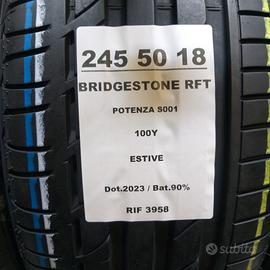 245 50 18
BRIDGESTONE RFT
POTENZA S001
100Y
ESTIVE
Dot.2023 / Bat.90%
RIF 3958
subito